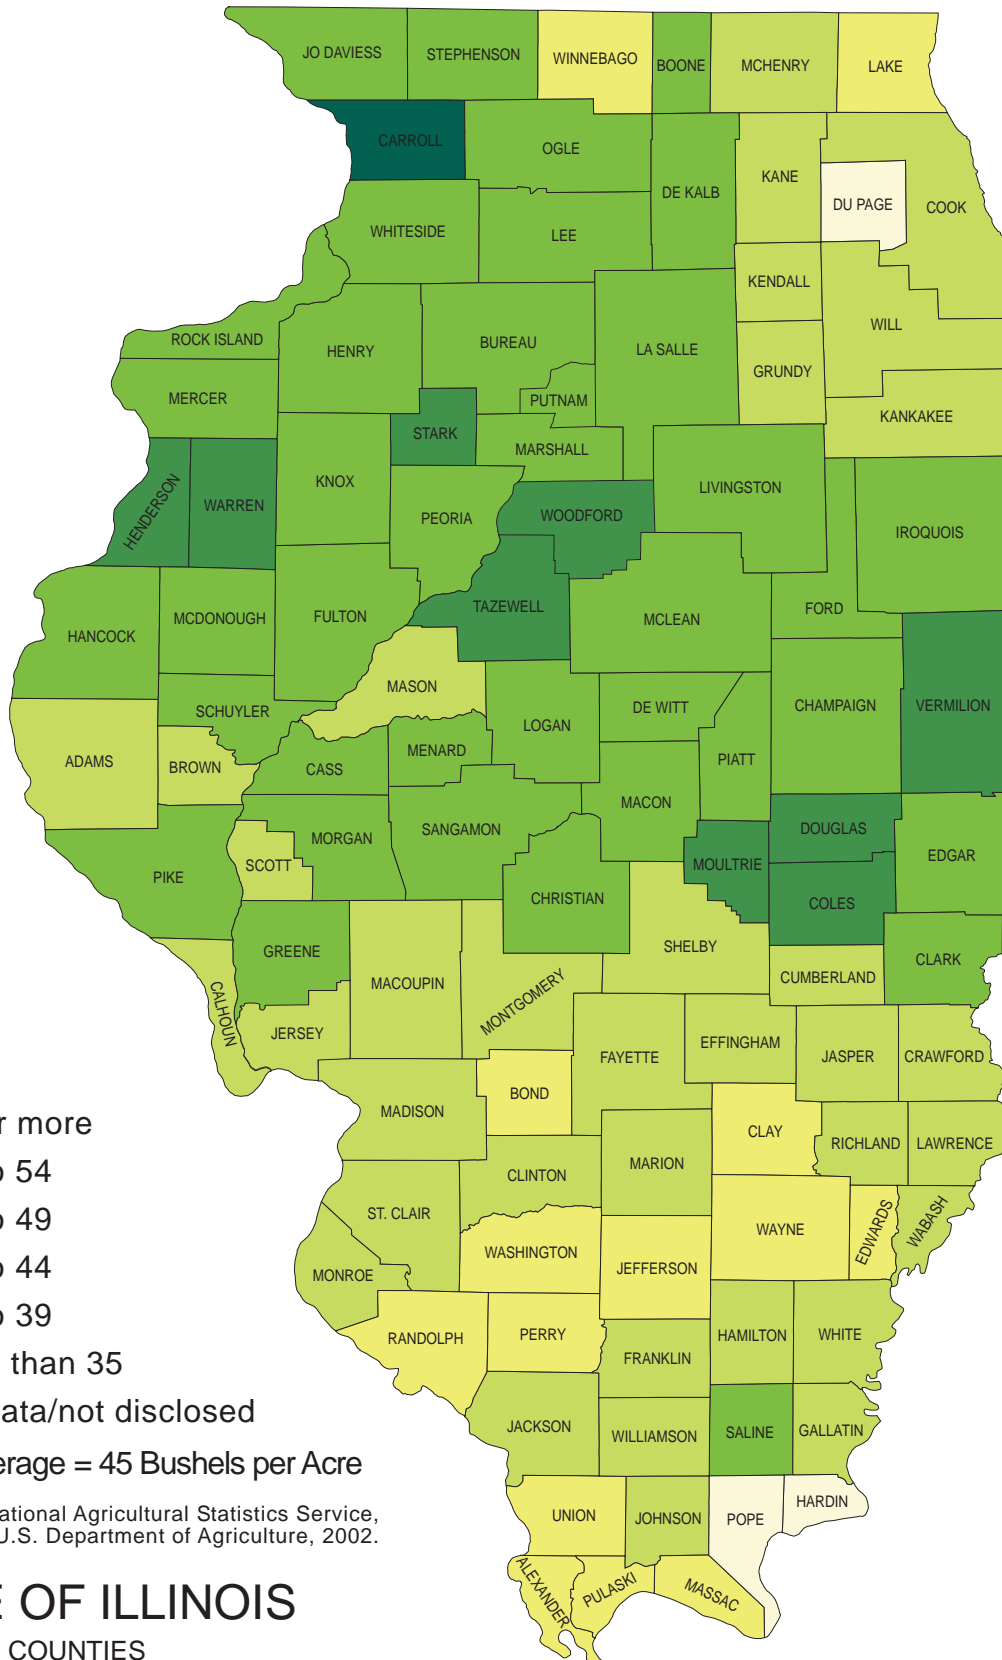 JO DAVIESS
STEPHENSON
WINNEBAGO
BOONE
MCHENRY
LAKE
CARROLL
OGLE
DE KALB
KANE
DU PAGE
COOK
WHITESIDE
LEE
KENDALL
WILL
ROCK ISLAND
HENRY
BUREAU
LA SALLE
GRUNDY
MERCER
PUTNAM
KANKAKEE
STARK
MARSHALL
HENDERSON
WARREN
KNOX
PEORIA
WOODFORD
LIVINGSTON
IROQUOIS
HANCOCK
MCDONOUGH
FULTON
TAZEWELL
MCLEAN
FORD
MASON
SCHUYLER
LOGAN
DE WITT
CHAMPAIGN
VERMILION
ADAMS
BROWN
CASS
MENARD
PIATT
MACON
SCOTT
MORGAN
SANGAMON
DOUGLAS
MOULTRIE
EDGAR
PIKE
CHRISTIAN
COLES
GREENE
SHELBY
CLARK
CALHOUN
MACOUPIN
MONTGOMERY
CUMBERLAND
JERSEY
FAYETTE
EFFINGHAM
JASPER
CRAWFORD
MADISON
BOND
CLAY
RICHLAND
LAWRENCE
CLINTON
MARION
ST. CLAIR
WASHINGTON
WAYNE
EDWARDS
WABASH
MONROE
JEFFERSON
RANDOLPH
PERRY
HAMILTON
WHITE
FRANKLIN
JACKSON
WILLIAMSON
SALINE
GALLATIN
UNION
JOHNSON
POPE
HARDIN
ALEXANDER
PULASKI
MASSAC
r more
o 54
o 49
o 44
o 39
than 35
ata/not disclosed
erage = 45 Bushels per Acre
ational Agricultural Statistics Service,
U.S. Department of Agriculture, 2002.
E OF ILLINOIS
COUNTIES